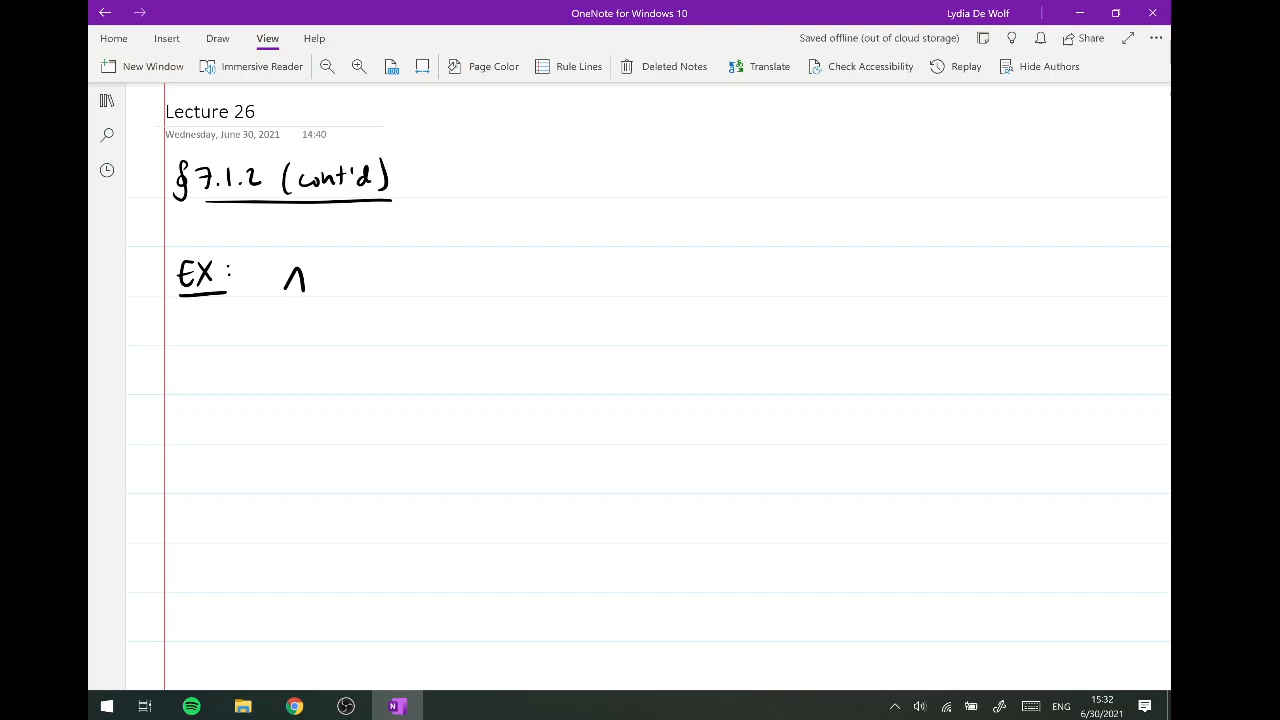 OneNote for Windows 10
Lydia De Wolf
Home Insert Draw View Help
Saved offline (out of cloud storage) Share
New Window Immersive Reader Page Color Rule Lines Deleted Notes Translate Check Accessibility Replay Hide Authors
Lecture 26
Wednesday, June 30, 2021 14:40
§ 7.1.2 (cont'd)
EX : Λ
ENG
15:32
6/30/2021